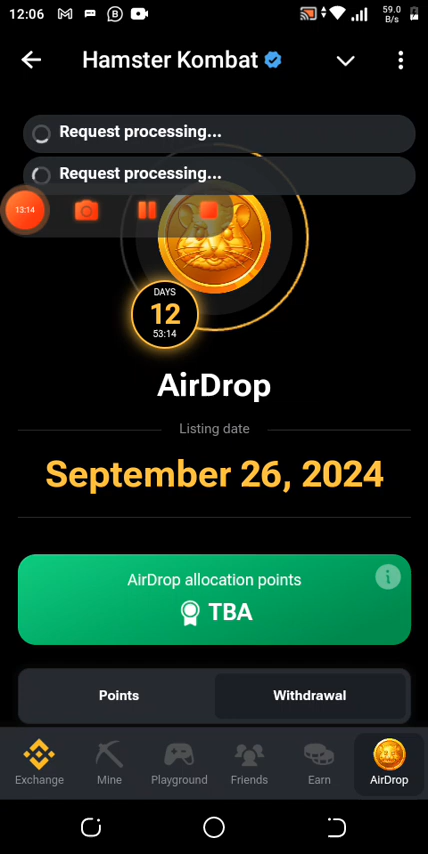 12:06
59.0
B/s
Hamster Kombat
Request processing...
Request processing...
13:14
DAYS
12
53:14
AirDrop
Listing date
September 26, 2024
AirDrop allocation points
TBA
Points
Withdrawal
Exchange
Mine
Playground
Friends
Earn
AirDrop